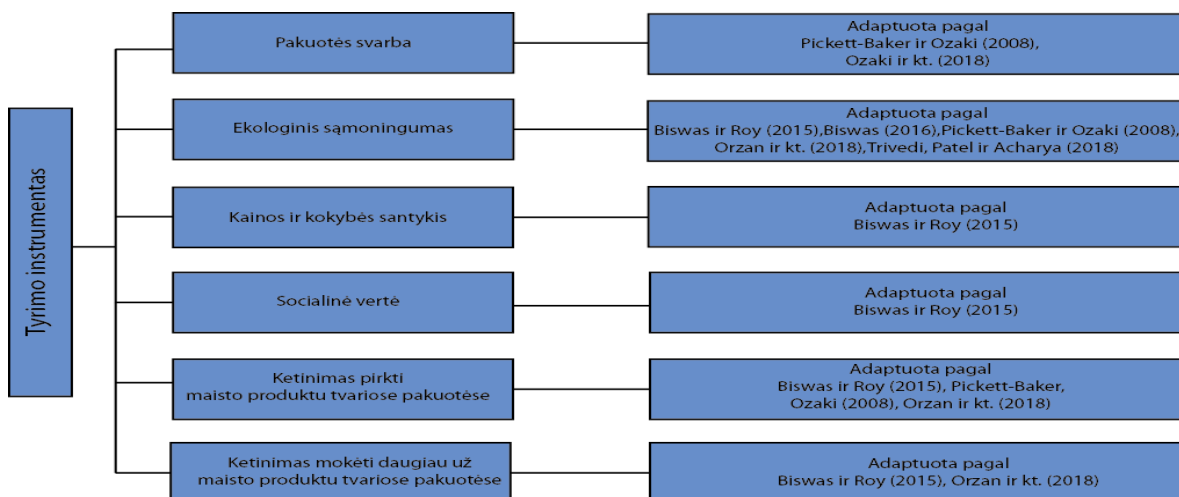 Tyrimo instrumentas
Pakuotės svarba
Adaptuota pagal
Pickett-Baker ir Ozaki (2008),
Ozaki ir kt. (2018)
Ekologinis sąmoningumas
Adaptuota pagal
Biswas ir Roy (2015),Biswas (2016),Pickett-Baker ir Ozaki (2008),
Orzan ir kt. (2018),Trivedi, Patel ir Acharya (2018)
Kainos ir kokybės santykis
Adaptuota pagal
Biswas ir Roy (2015)
Socialinė vertė
Adaptuota pagal
Biswas ir Roy (2015)
Ketinimas pirkti
maisto produktu tvariose pakuotėse
Adaptuota pagal
Biswas ir Roy (2015), Pickett-Baker,
Ozaki (2008), Orzan ir kt. (2018)
Ketinimas mokėti daugiau už
maisto produktu tvariose pakuotėse
Adaptuota pagal
Biswas ir Roy (2015), Orzan ir kt. (2018)